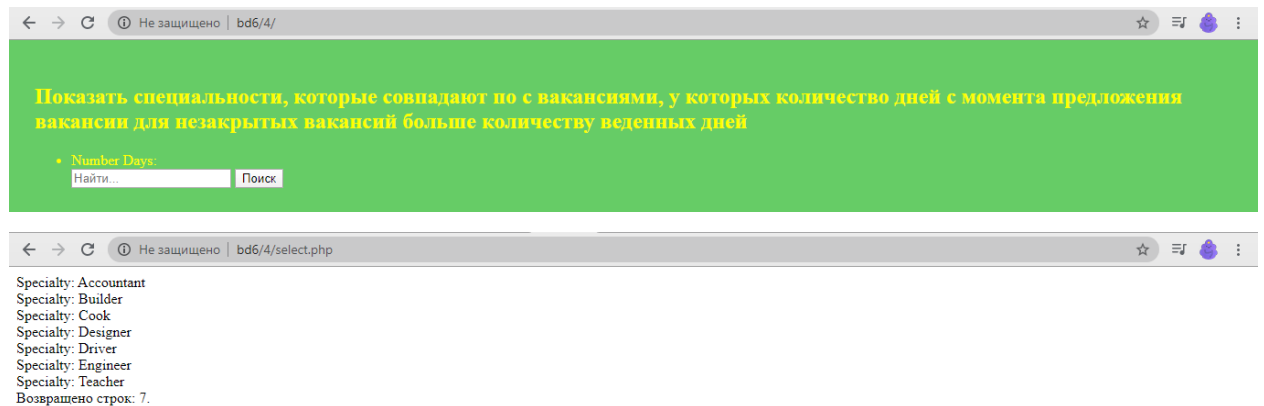 Не защищено | bd6/4/
Показать специальности, которые совпадают по с вакансиями, у которых количество дней с момента предложения
вакансии для незакрытых вакансий больше количеству веденных дней
• Number Days:
Найти... Поиск
Не защищено | bd6/4/select.php
Specialty: Accountant
Specialty: Builder
Specialty: Cook
Specialty: Designer
Specialty: Driver
Specialty: Engineer
Specialty: Teacher
Возвращено строк: 7.